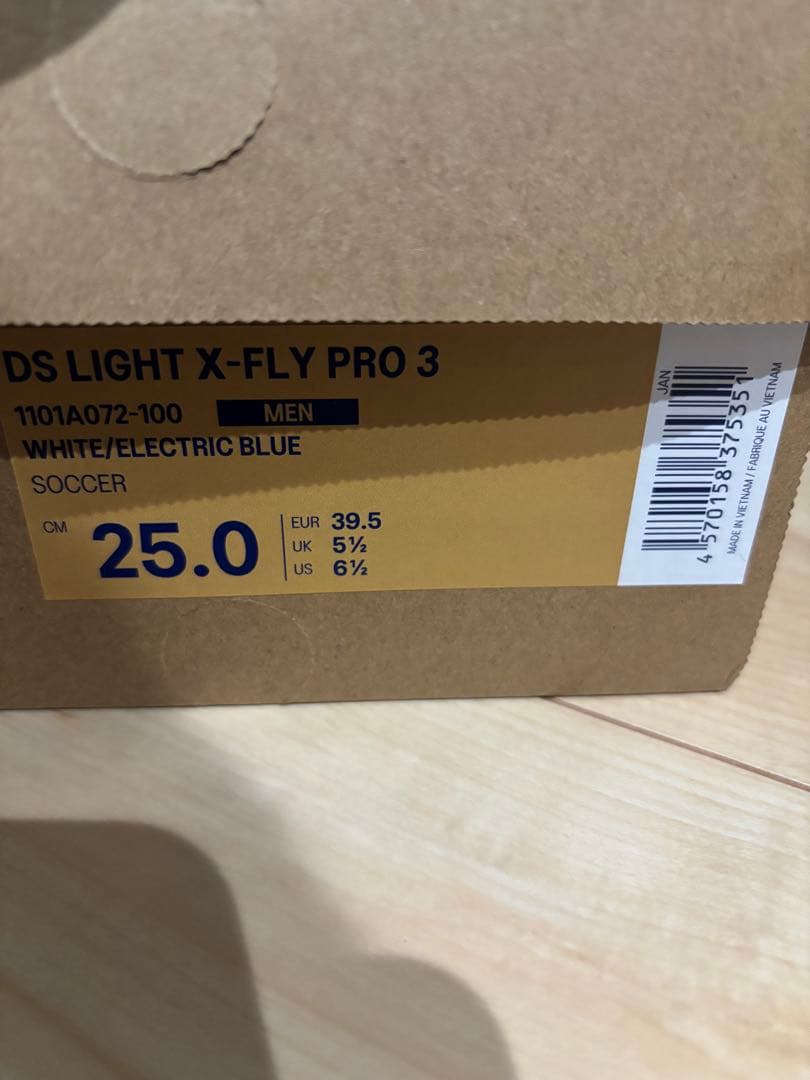 DS LIGHT X-FLY PRO 3
1101A072-100 MEN
WHITE/ELECTRIC BLUE
SOCCER
CM 25.0
EUR 39.5
UK 5½
US 6½
JAN
4 570158 375351
MADE IN VIETNAM / FABRIQUE AU VIETNAM